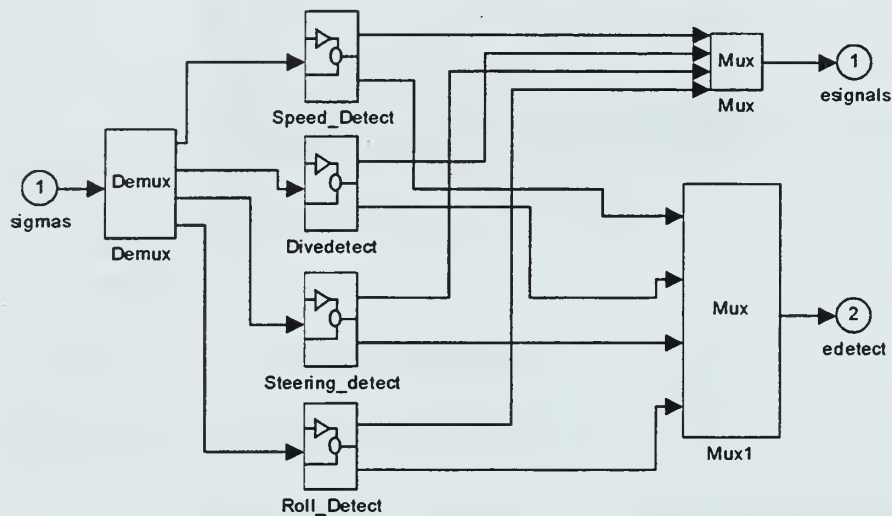 Speed_Detect
Mux
Mux
1
esignals
1
sigmas
Demux
Demux
Divedetect
Mux
Mux1
2
edetect
Steering_detect
Roll_Detect